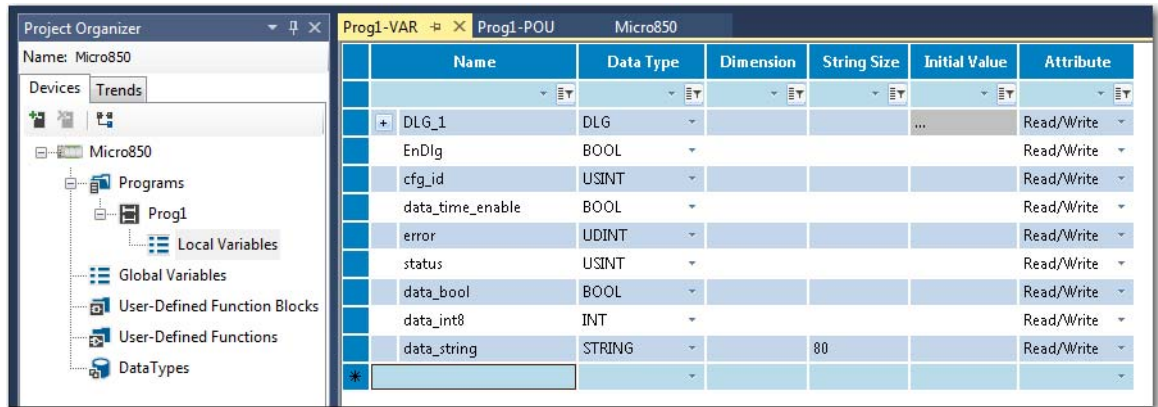 Project Organizer
Name: Micro850
Devices Trends
Micro850
Programs
Prog1
Local Variables
Global Variables
User-Defined Function Blocks
User-Defined Functions
DataTypes
Prog1-VAR Prog1-POU Micro850
Name Data Type Dimension String Size Initial Value Attribute
DLG_1 DLG ... Read/Write
EnDlg BOOL Read/Write
cfg_id USINT Read/Write
data_time_enable BOOL Read/Write
error UDINT Read/Write
status USINT Read/Write
data_bool BOOL Read/Write
data_int8 INT Read/Write
data_string STRING 80 Read/Write